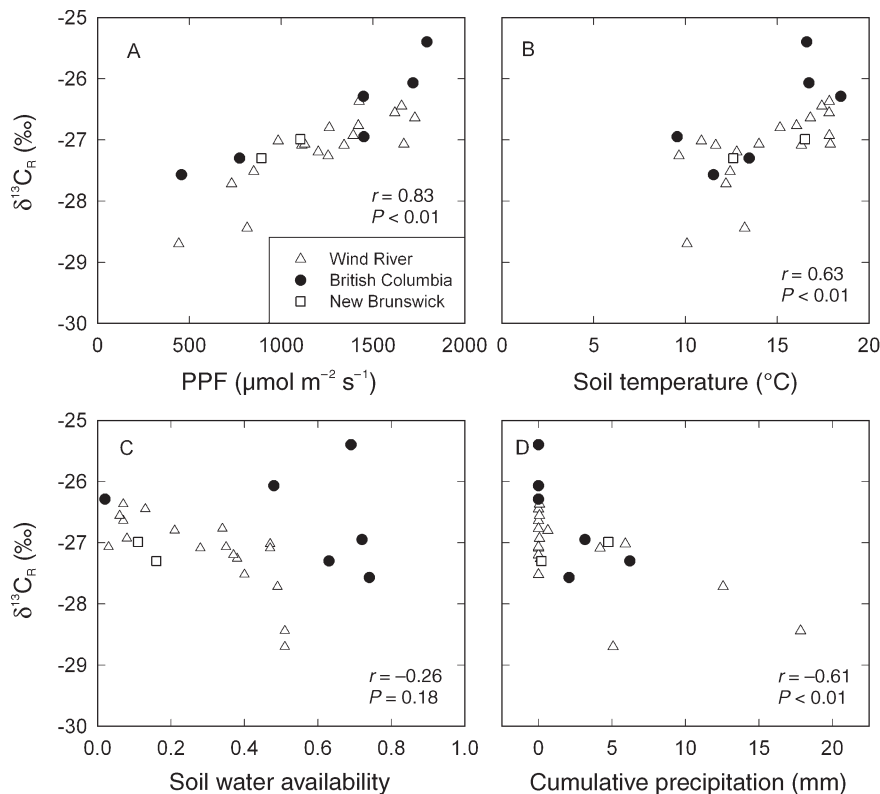 A
-25
-26
-27
-28
-29
-30
δ¹³C_R (‰)
r = 0.83
P < 0.01
Wind River
British Columbia
New Brunswick
0 500 1000 1500 2000
PPF (µmol m⁻² s⁻¹)
B
r = 0.63
P < 0.01
0 5 10 15 20
Soil temperature (°C)
C
-25
-26
-27
-28
-29
-30
δ¹³C_R (‰)
r = –0.26
P = 0.18
0.0 0.2 0.4 0.6 0.8 1.0
Soil water availability
D
r = –0.61
P < 0.01
0 5 10 15 20
Cumulative precipitation (mm)